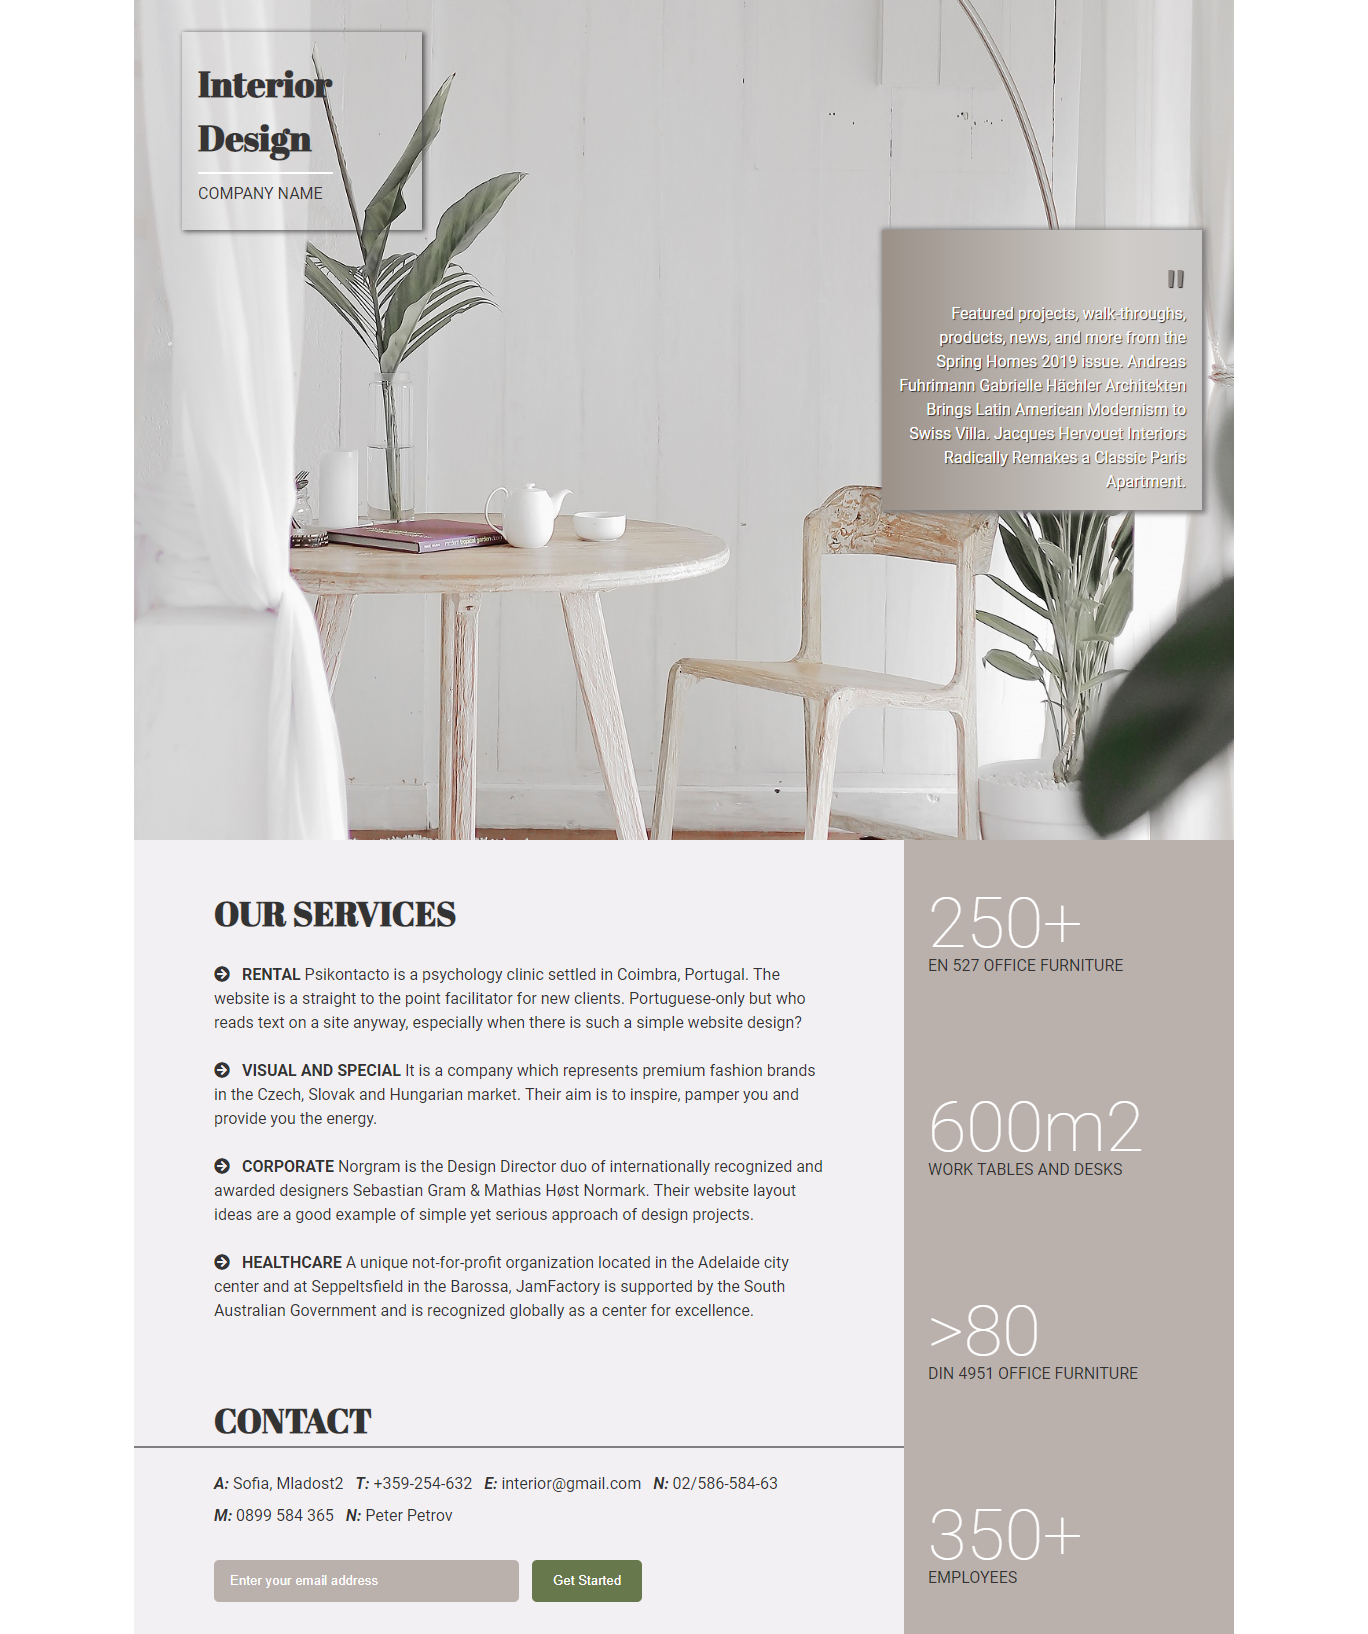 Interior
Design
COMPANY NAME
"
Featured projects, walk-throughs,
products, news, and more from the
Spring Homes 2019 issue. Andreas
Fuhrimann Gabrielle Hächler Architekten
Brings Latin American Modernism to
Swiss Villa. Jacques Hervouet Interiors
Radically Remakes a Classic Paris
Apartment.
OUR SERVICES
RENTAL Psikontacto is a psychology clinic settled in Coimbra, Portugal. The
website is a straight to the point facilitator for new clients. Portuguese-only but who
reads text on a site anyway, especially when there is such a simple website design?
VISUAL AND SPECIAL It is a company which represents premium fashion brands
in the Czech, Slovak and Hungarian market. Their aim is to inspire, pamper you and
provide you the energy.
CORPORATE Norgram is the Design Director duo of internationally recognized and
awarded designers Sebastian Gram & Mathias Høst Normark. Their website layout
ideas are a good example of simple yet serious approach of design projects.
HEALTHCARE A unique not-for-profit organization located in the Adelaide city
center and at Seppeltsfield in the Barossa, JamFactory is supported by the South
Australian Government and is recognized globally as a center for excellence.
CONTACT
A: Sofia, Mladost2 T: +359-254-632 E: interior@gmail.com N: 02/586-584-63
M: 0899 584 365 N: Peter Petrov
Enter your email address
Get Started
250+
EN 527 OFFICE FURNITURE
600m2
WORK TABLES AND DESKS
>80
DIN 4951 OFFICE FURNITURE
350+
EMPLOYEES